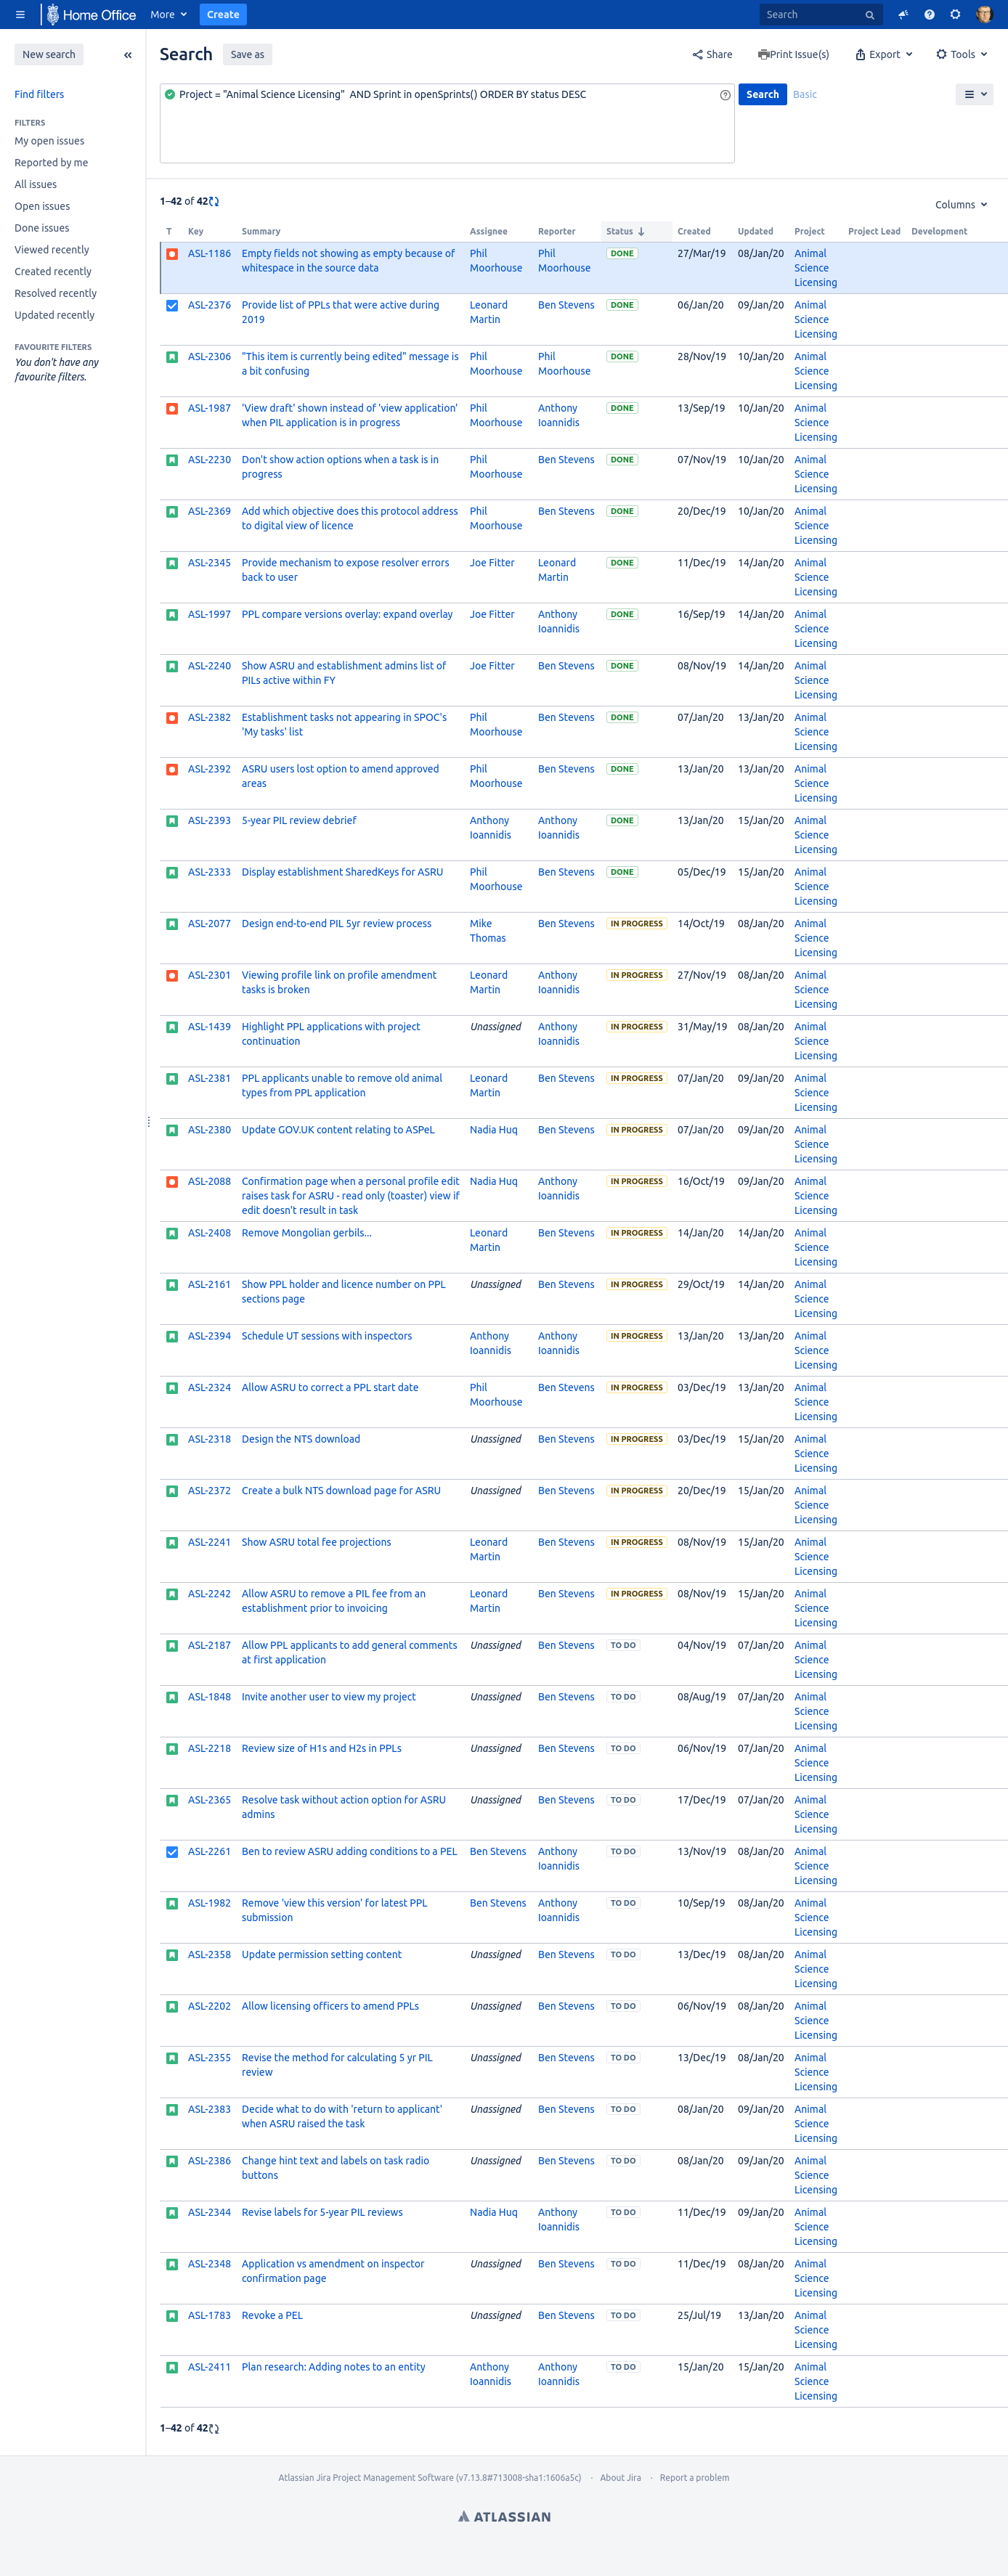 Home Office More Create Search
New search
Find filters
FILTERS
My open issues
Reported by me
All issues
Open issues
Done issues
Viewed recently
Created recently
Resolved recently
Updated recently
FAVOURITE FILTERS
You don't have any
favourite filters.
Search Save as Share Print Issue(s) Export Tools
Project = "Animal Science Licensing" AND Sprint in openSprints() ORDER BY status DESC Search Basic
1–42 of 42 Columns
T Key Summary Assignee Reporter Status Created Updated Project Project Lead Development
ASL-1186 Empty fields not showing as empty because of Phil Phil DONE 27/Mar/19 08/Jan/20 Animal
whitespace in the source data Moorhouse Moorhouse Science
Licensing
ASL-2376 Provide list of PPLs that were active during Leonard Ben Stevens DONE 06/Jan/20 09/Jan/20 Animal
2019 Martin Science
Licensing
ASL-2306 "This item is currently being edited" message is Phil Phil DONE 28/Nov/19 10/Jan/20 Animal
a bit confusing Moorhouse Moorhouse Science
Licensing
ASL-1987 'View draft' shown instead of 'view application' Phil Anthony DONE 13/Sep/19 10/Jan/20 Animal
when PIL application is in progress Moorhouse Ioannidis Science
Licensing
ASL-2230 Don't show action options when a task is in Phil Ben Stevens DONE 07/Nov/19 10/Jan/20 Animal
progress Moorhouse Science
Licensing
ASL-2369 Add which objective does this protocol address Phil Ben Stevens DONE 20/Dec/19 10/Jan/20 Animal
to digital view of licence Moorhouse Science
Licensing
ASL-2345 Provide mechanism to expose resolver errors Joe Fitter Leonard DONE 11/Dec/19 14/Jan/20 Animal
back to user Martin Science
Licensing
ASL-1997 PPL compare versions overlay: expand overlay Joe Fitter Anthony DONE 16/Sep/19 14/Jan/20 Animal
Ioannidis Science
Licensing
ASL-2240 Show ASRU and establishment admins list of Joe Fitter Ben Stevens DONE 08/Nov/19 14/Jan/20 Animal
PILs active within FY Science
Licensing
ASL-2382 Establishment tasks not appearing in SPOC's Phil Ben Stevens DONE 07/Jan/20 13/Jan/20 Animal
'My tasks' list Moorhouse Science
Licensing
ASL-2392 ASRU users lost option to amend approved Phil Ben Stevens DONE 13/Jan/20 13/Jan/20 Animal
areas Moorhouse Science
Licensing
ASL-2393 5-year PIL review debrief Anthony Anthony DONE 13/Jan/20 15/Jan/20 Animal
Ioannidis Ioannidis Science
Licensing
ASL-2333 Display establishment SharedKeys for ASRU Phil Ben Stevens DONE 05/Dec/19 15/Jan/20 Animal
Moorhouse Science
Licensing
ASL-2077 Design end-to-end PIL 5yr review process Mike Ben Stevens IN PROGRESS 14/Oct/19 08/Jan/20 Animal
Thomas Science
Licensing
ASL-2301 Viewing profile link on profile amendment Leonard Anthony IN PROGRESS 27/Nov/19 08/Jan/20 Animal
tasks is broken Martin Ioannidis Science
Licensing
ASL-1439 Highlight PPL applications with project Unassigned Anthony IN PROGRESS 31/May/19 08/Jan/20 Animal
continuation Ioannidis Science
Licensing
ASL-2381 PPL applicants unable to remove old animal Leonard Ben Stevens IN PROGRESS 07/Jan/20 09/Jan/20 Animal
types from PPL application Martin Science
Licensing
ASL-2380 Update GOV.UK content relating to ASPeL Nadia Huq Ben Stevens IN PROGRESS 07/Jan/20 09/Jan/20 Animal
Science
Licensing
ASL-2088 Confirmation page when a personal profile edit Nadia Huq Anthony IN PROGRESS 16/Oct/19 09/Jan/20 Animal
raises task for ASRU - read only (toaster) view if Ioannidis Science
edit doesn't result in task Licensing
ASL-2408 Remove Mongolian gerbils... Leonard Ben Stevens IN PROGRESS 14/Jan/20 14/Jan/20 Animal
Martin Science
Licensing
ASL-2161 Show PPL holder and licence number on PPL Unassigned Ben Stevens IN PROGRESS 29/Oct/19 14/Jan/20 Animal
sections page Science
Licensing
ASL-2394 Schedule UT sessions with inspectors Anthony Anthony IN PROGRESS 13/Jan/20 13/Jan/20 Animal
Ioannidis Ioannidis Science
Licensing
ASL-2324 Allow ASRU to correct a PPL start date Phil Ben Stevens IN PROGRESS 03/Dec/19 13/Jan/20 Animal
Moorhouse Science
Licensing
ASL-2318 Design the NTS download Unassigned Ben Stevens IN PROGRESS 03/Dec/19 15/Jan/20 Animal
Science
Licensing
ASL-2372 Create a bulk NTS download page for ASRU Unassigned Ben Stevens IN PROGRESS 20/Dec/19 15/Jan/20 Animal
Science
Licensing
ASL-2241 Show ASRU total fee projections Leonard Ben Stevens IN PROGRESS 08/Nov/19 15/Jan/20 Animal
Martin Science
Licensing
ASL-2242 Allow ASRU to remove a PIL fee from an Leonard Ben Stevens IN PROGRESS 08/Nov/19 15/Jan/20 Animal
establishment prior to invoicing Martin Science
Licensing
ASL-2187 Allow PPL applicants to add general comments Unassigned Ben Stevens TO DO 04/Nov/19 07/Jan/20 Animal
at first application Science
Licensing
ASL-1848 Invite another user to view my project Unassigned Ben Stevens TO DO 08/Aug/19 07/Jan/20 Animal
Science
Licensing
ASL-2218 Review size of H1s and H2s in PPLs Unassigned Ben Stevens TO DO 06/Nov/19 07/Jan/20 Animal
Science
Licensing
ASL-2365 Resolve task without action option for ASRU Unassigned Ben Stevens TO DO 17/Dec/19 07/Jan/20 Animal
admins Science
Licensing
ASL-2261 Ben to review ASRU adding conditions to a PEL Ben Stevens Anthony TO DO 13/Nov/19 08/Jan/20 Animal
Ioannidis Science
Licensing
ASL-1982 Remove 'view this version' for latest PPL Ben Stevens Anthony TO DO 10/Sep/19 08/Jan/20 Animal
submission Ioannidis Science
Licensing
ASL-2358 Update permission setting content Unassigned Ben Stevens TO DO 13/Dec/19 08/Jan/20 Animal
Science
Licensing
ASL-2202 Allow licensing officers to amend PPLs Unassigned Ben Stevens TO DO 06/Nov/19 08/Jan/20 Animal
Science
Licensing
ASL-2355 Revise the method for calculating 5 yr PIL Unassigned Ben Stevens TO DO 13/Dec/19 08/Jan/20 Animal
review Science
Licensing
ASL-2383 Decide what to do with 'return to applicant' Unassigned Ben Stevens TO DO 08/Jan/20 09/Jan/20 Animal
when ASRU raised the task Science
Licensing
ASL-2386 Change hint text and labels on task radio Unassigned Ben Stevens TO DO 08/Jan/20 09/Jan/20 Animal
buttons Science
Licensing
ASL-2344 Revise labels for 5-year PIL reviews Nadia Huq Anthony TO DO 11/Dec/19 09/Jan/20 Animal
Ioannidis Science
Licensing
ASL-2348 Application vs amendment on inspector Unassigned Ben Stevens TO DO 11/Dec/19 08/Jan/20 Animal
confirmation page Science
Licensing
ASL-1783 Revoke a PEL Unassigned Ben Stevens TO DO 25/Jul/19 13/Jan/20 Animal
Science
Licensing
ASL-2411 Plan research: Adding notes to an entity Anthony Anthony TO DO 15/Jan/20 15/Jan/20 Animal
Ioannidis Ioannidis Science
Licensing
1–42 of 42
Atlassian Jira Project Management Software (v7.13.8#713008-sha1:1606a5c) · About Jira · Report a problem
ATLASSIAN